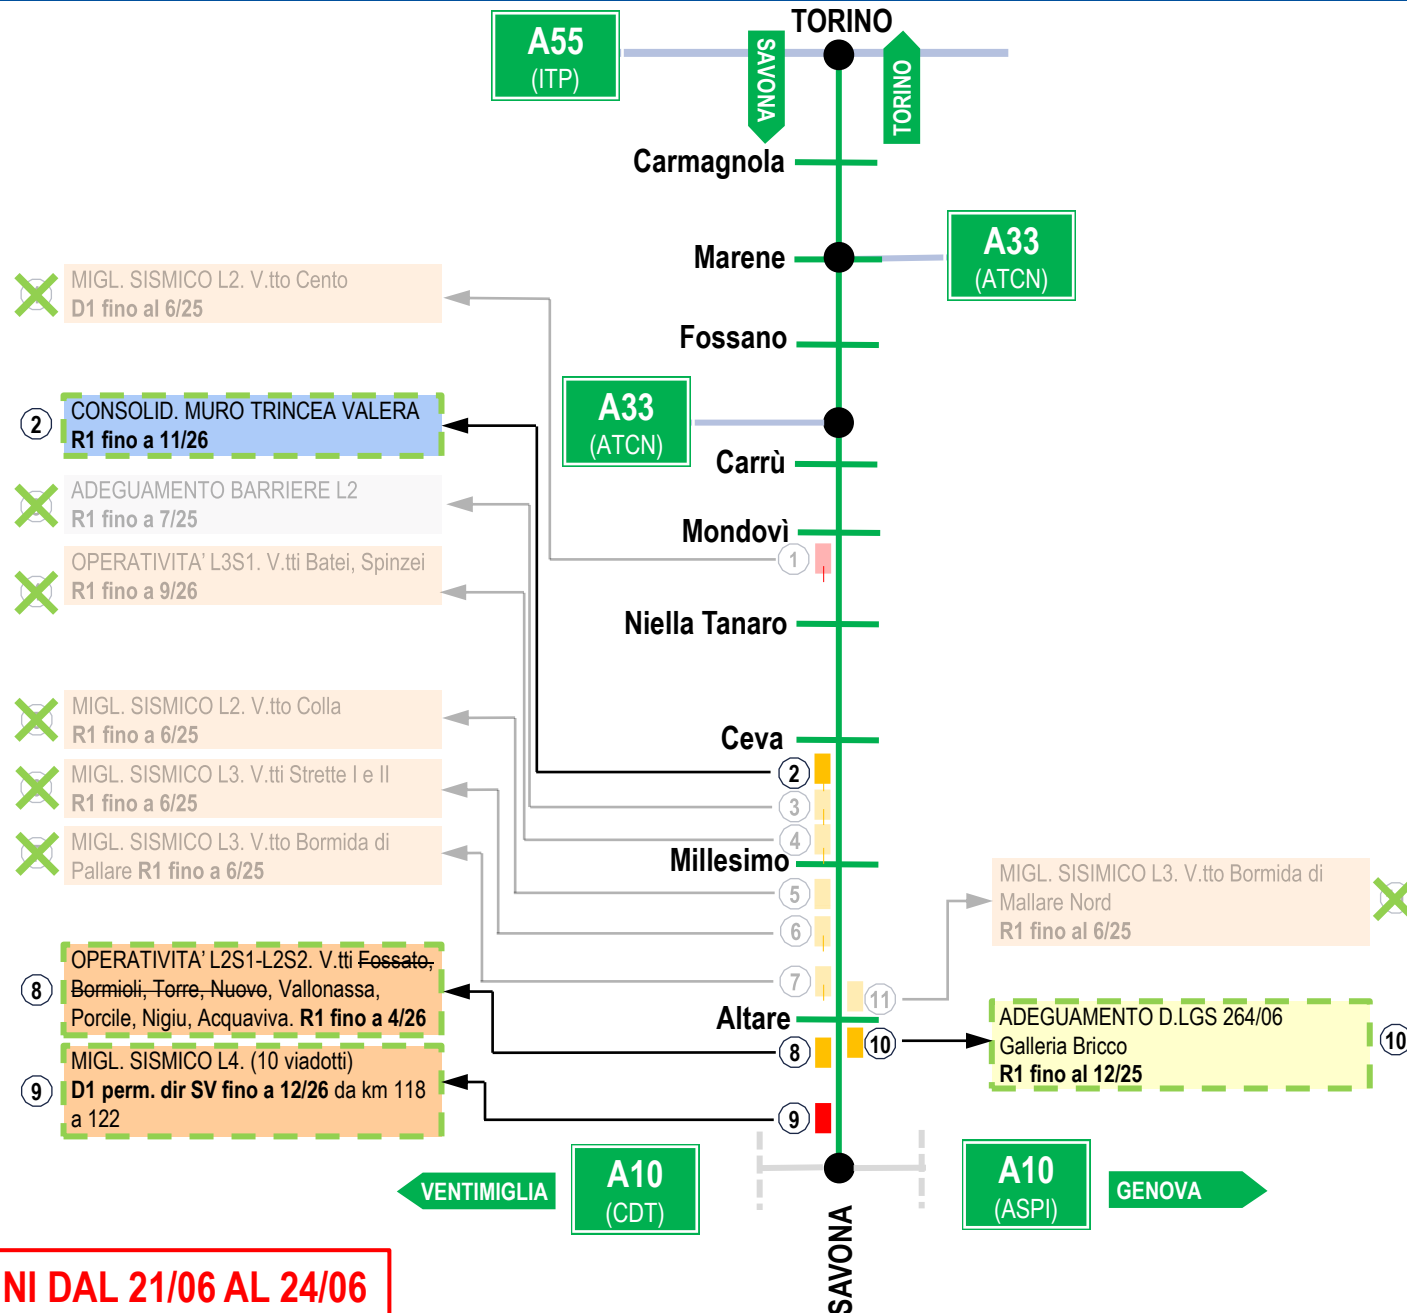 TORINO
A55
(ITP)
SAVONA
TORINO
Carmagnola
Marene
A33
(ATCN)
Fossano
A33
(ATCN)
Carrù
Mondovì
1
Niella Tanaro
Ceva
2
3
4
Millesimo
5
6
7
11
Altare
8
10
9
MIGL. SISMICO L2. V.tto Cento
D1 fino al 6/25
2
CONSOLID. MURO TRINCEA VALERA
R1 fino a 11/26
ADEGUAMENTO BARRIERE L2
R1 fino a 7/25
OPERATIVITA' L3S1. V.tti Batei, Spinzei
R1 fino a 9/26
MIGL. SISMICO L2. V.tto Colla
R1 fino a 6/25
MIGL. SISMICO L3. V.tti Strette I e II
R1 fino a 6/25
MIGL. SISMICO L3. V.tto Bormida di
Pallare R1 fino a 6/25
8
OPERATIVITA' L2S1-L2S2. V.tti Fossato,
Bormioli, Torre, Nuovo, Vallonassa,
Porcile, Nigiu, Acquaviva. R1 fino a 4/26
9
MIGL. SISMICO L4. (10 viadotti)
D1 perm. dir SV fino a 12/26 da km 118
a 122
MIGL. SISIMICO L3. V.tto Bormida di
Mallare Nord
R1 fino al 6/25
ADEGUAMENTO D.LGS 264/06
Galleria Bricco
R1 fino al 12/25
10
VENTIMIGLIA
A10
(CDT)
A10
(ASPI)
GENOVA
SAVONA
NI DAL 21/06 AL 24/06